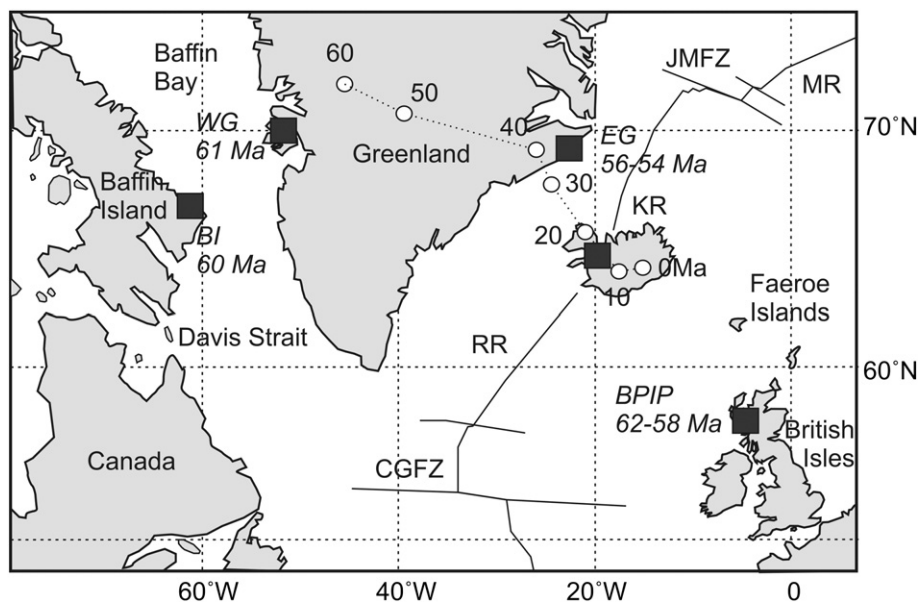 60
Baffin
Bay
JMFZ
MR
50
WG
61 Ma
40
EG
56-54 Ma
70˚N
Greenland
Baffin
Island
30
KR
BI
60 Ma
20
0Ma
10
Faeroe
Islands
Davis Strait
RR
60˚N
BPIP
62-58 Ma
British
Isles
Canada
CGFZ
60˚W
40˚W
20˚W
0